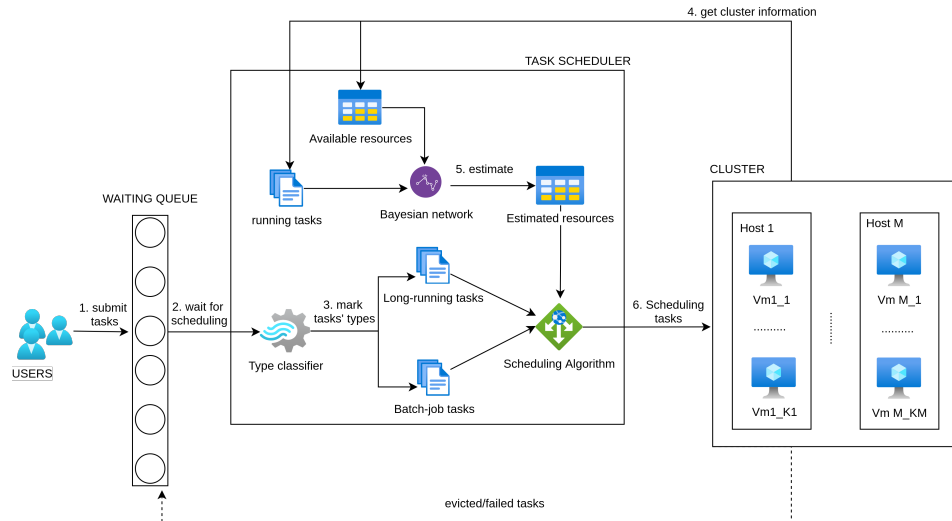 4. get cluster information
TASK SCHEDULER
Available resources
5. estimate
CLUSTER
WAITING QUEUE
running tasks
Bayesian network
Estimated resources
Host 1
Host M
Vm1_1
Vm M_1
1. submit
tasks
2. wait for
scheduling
3. mark
tasks' types
Long-running tasks
6. Scheduling
tasks
USERS
Type classifier
Scheduling Algorithm
Batch-job tasks
Vm1_K1
Vm M_KM
evicted/failed tasks